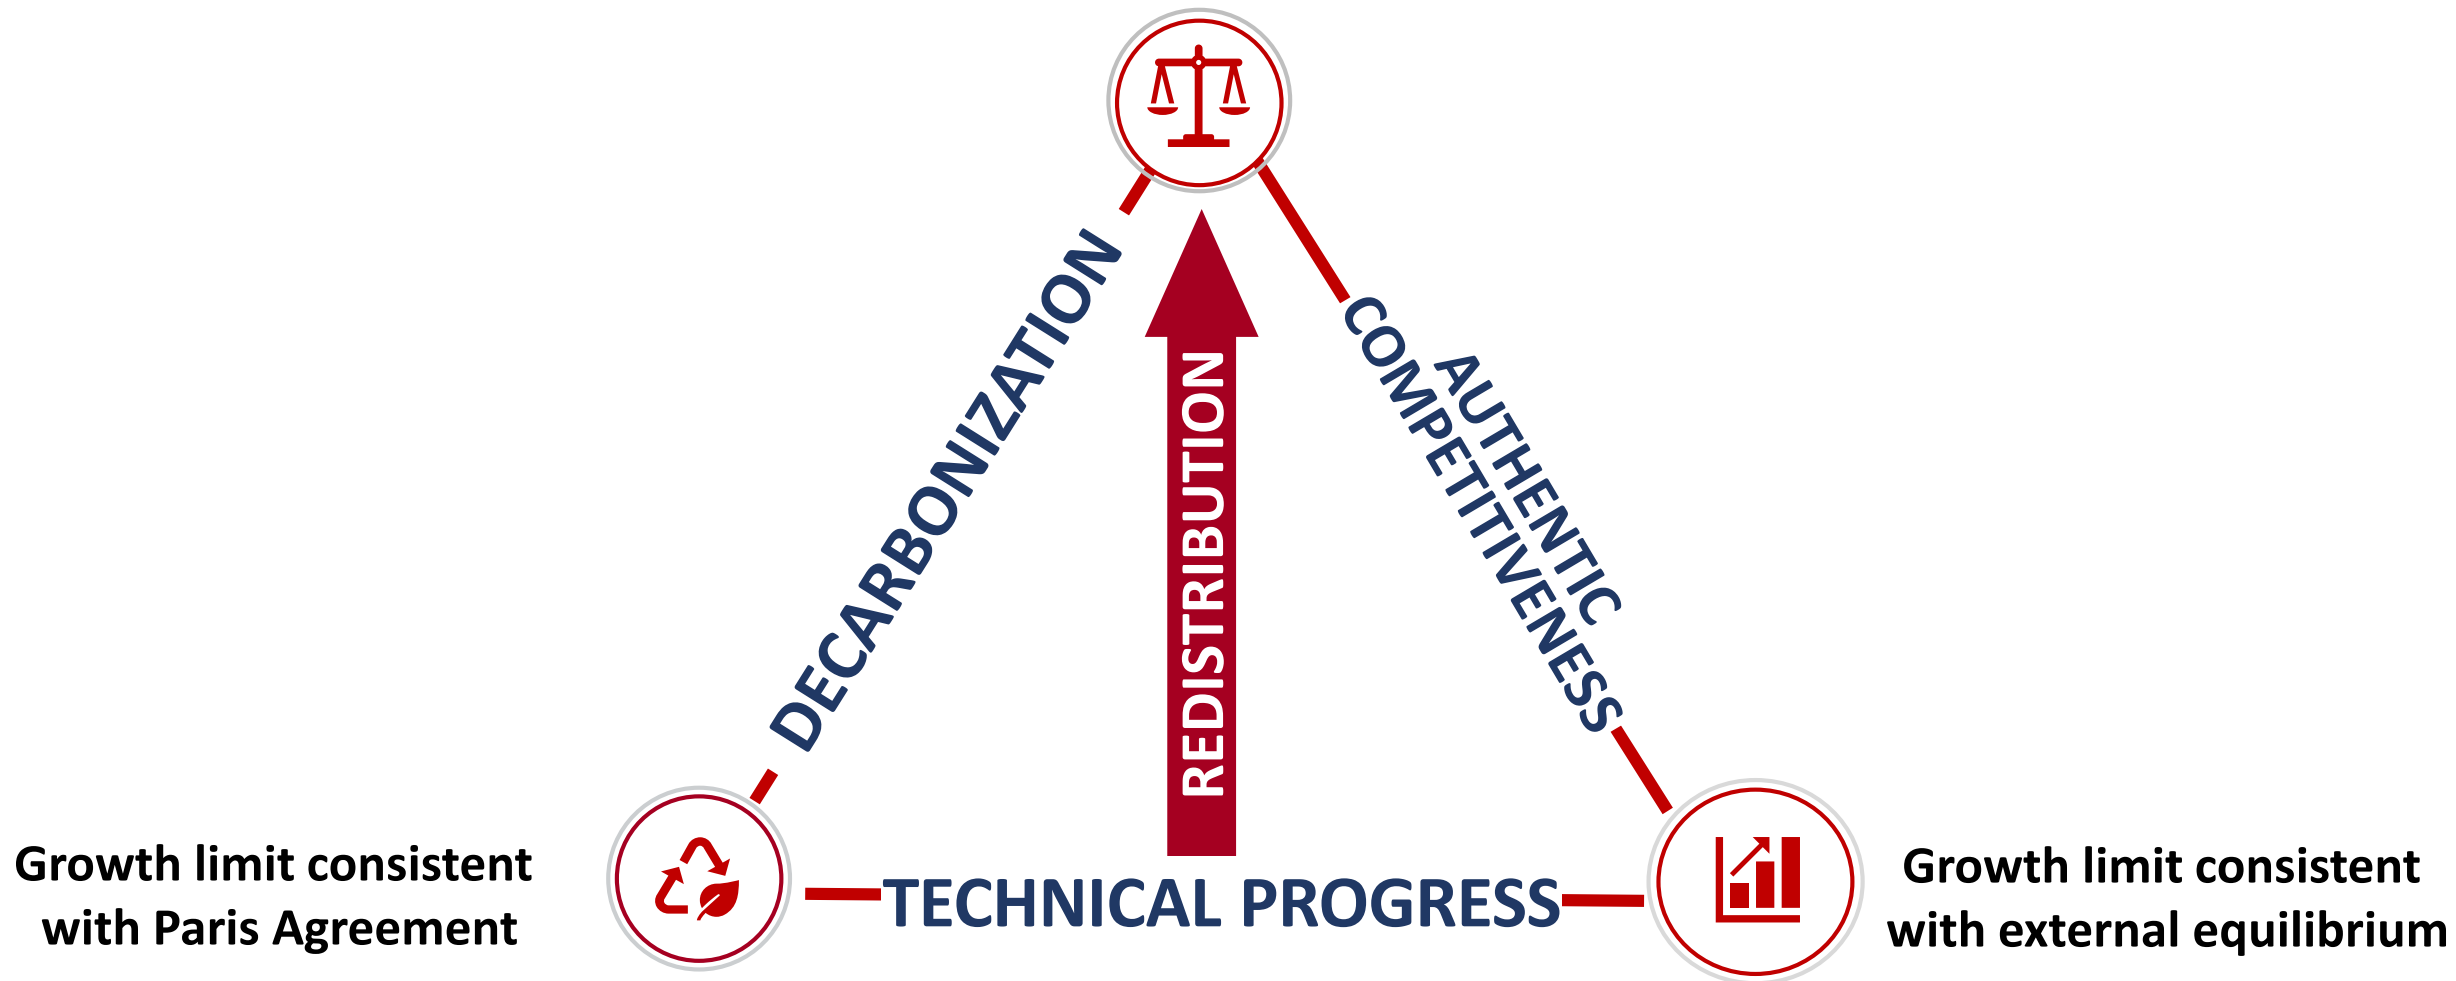 DECARBONIZATION
REDISTRIBUTION
AUTHENTIC
COMPETITIVENESS
Growth limit consistent
with Paris Agreement
TECHNICAL PROGRESS
Growth limit consistent
with external equilibrium